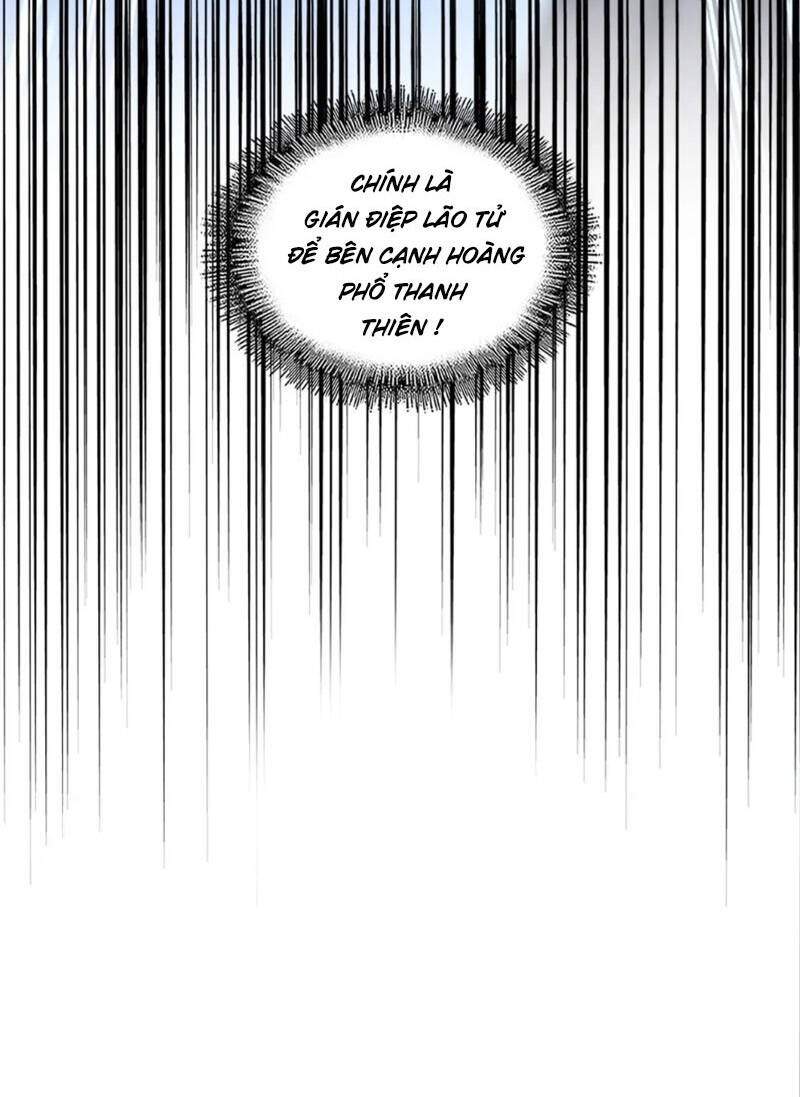 CHÍNH LÀ
GIÁN ĐIỆP LÃO TỬ
ĐỂ BÊN CẠNH HOÀNG
PHỔ THANH
THIÊN !